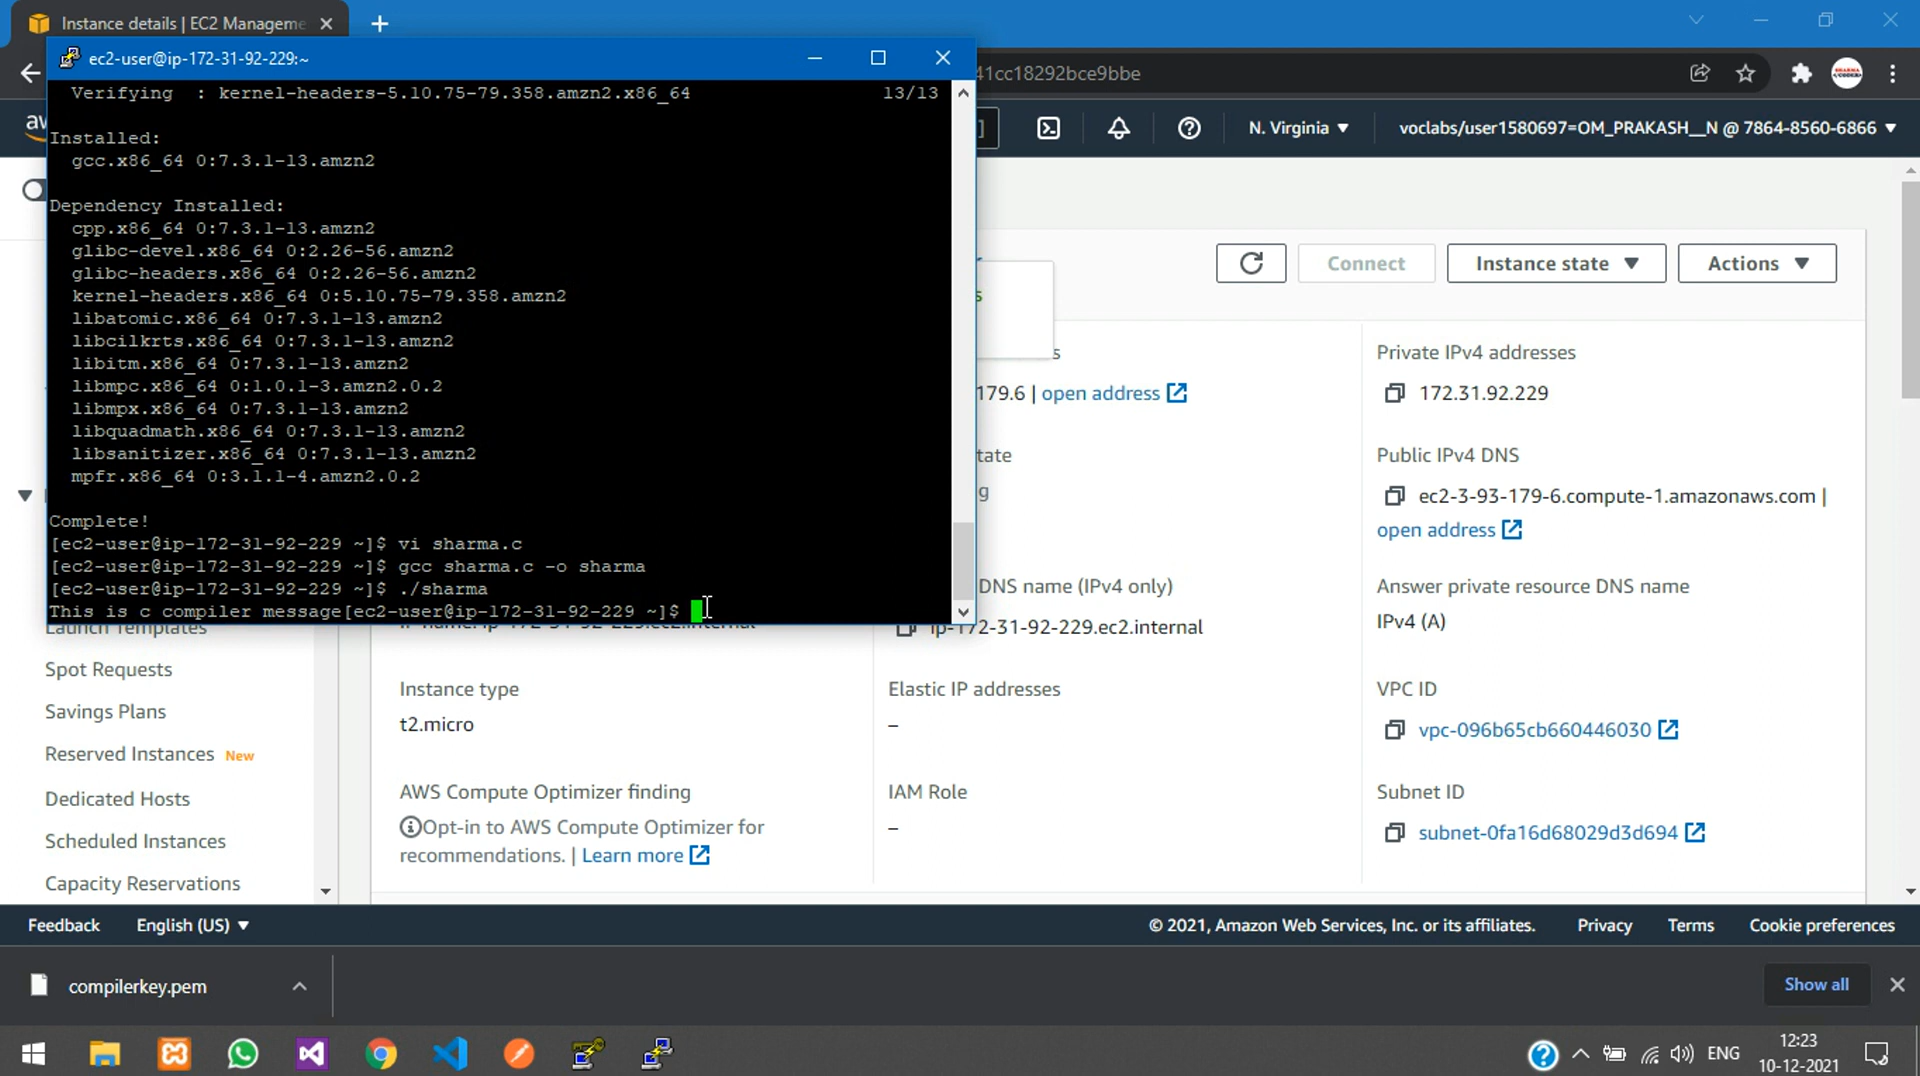 Instance details | EC2 Manageme
ec2-user@ip-172-31-92-229:~
41cc18292bce9bbe
Verifying : kernel-headers-5.10.75-79.358.amzn2.x86_64 13/13
Installed:
gcc.x86_64 0:7.3.1-13.amzn2
Dependency Installed:
cpp.x86_64 0:7.3.1-13.amzn2
glibc-devel.x86_64 0:2.26-56.amzn2
glibc-headers.x86_64 0:2.26-56.amzn2
kernel-headers.x86_64 0:5.10.75-79.358.amzn2
libatomic.x86_64 0:7.3.1-13.amzn2
libcilkrts.x86_64 0:7.3.1-13.amzn2
libitm.x86_64 0:7.3.1-13.amzn2
libmpc.x86_64 0:1.0.1-3.amzn2.0.2
libmpx.x86_64 0:7.3.1-13.amzn2
libquadmath.x86_64 0:7.3.1-13.amzn2
libsanitizer.x86_64 0:7.3.1-13.amzn2
mpfr.x86_64 0:3.1.1-4.amzn2.0.2
Complete!
[ec2-user@ip-172-31-92-229 ~]$ vi sharma.c
[ec2-user@ip-172-31-92-229 ~]$ gcc sharma.c -o sharma
[ec2-user@ip-172-31-92-229 ~]$ ./sharma
This is c compiler message[ec2-user@ip-172-31-92-229 ~]$
N. Virginia
voclabs/user1580697=OM_PRAKASH__N @ 7864-8560-6866
Connect
Instance state
Actions
179.6 | open address
Private IPv4 addresses
172.31.92.229
tate
g
Public IPv4 DNS
ec2-3-93-179-6.compute-1.amazonaws.com |
open address
DNS name (IPv4 only)
ip-172-31-92-229.ec2.internal
Answer private resource DNS name
IPv4 (A)
Launch Templates
Spot Requests
Savings Plans
Reserved Instances New
Dedicated Hosts
Scheduled Instances
Capacity Reservations
Instance type
t2.micro
Elastic IP addresses
–
VPC ID
vpc-096b65cb660446030
AWS Compute Optimizer finding
Opt-in to AWS Compute Optimizer for
recommendations. | Learn more
IAM Role
–
Subnet ID
subnet-0fa16d68029d3d694
Feedback English (US)
© 2021, Amazon Web Services, Inc. or its affiliates. Privacy Terms Cookie preferences
compilerkey.pem
Show all
ENG
12:23
10-12-2021